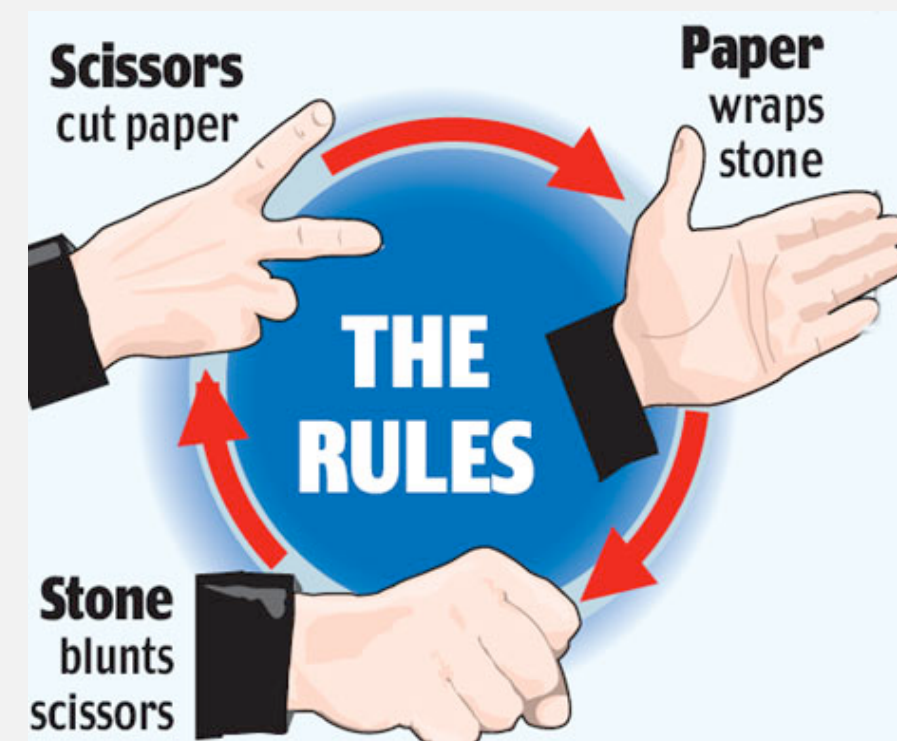 Scissors
cut paper
Paper
wraps
stone
THE
RULES
Stone
blunts
scissors